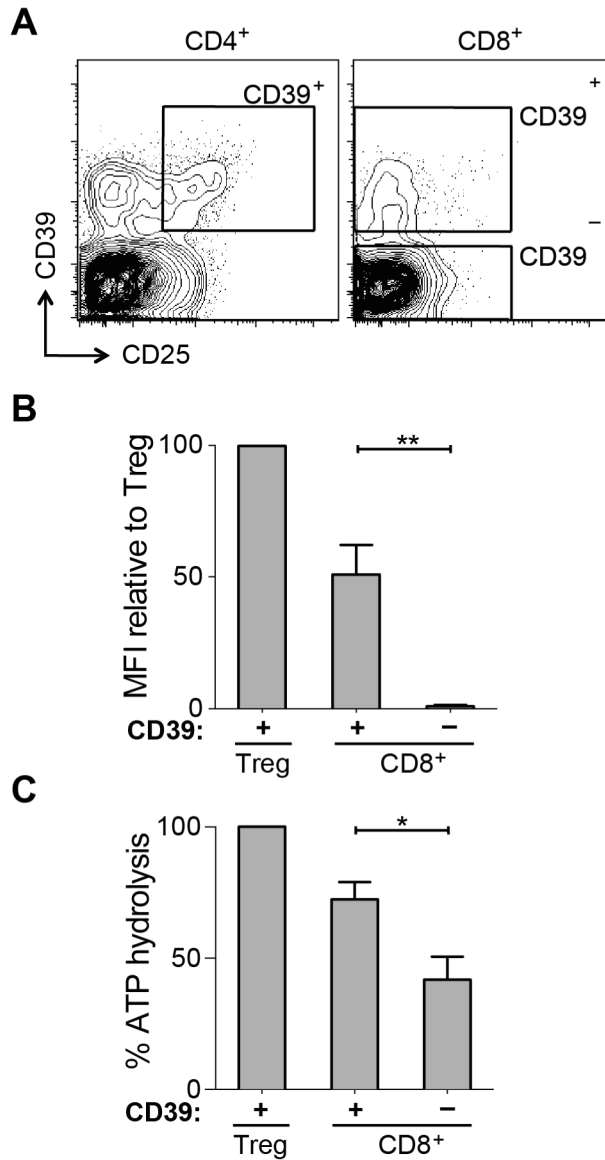 A
CD4⁺ CD8⁺
CD39⁺
+
CD39
−
CD39
CD39
CD25
B
MFI relative to Treg
100
50
0
**
CD39: + + −
Treg CD8⁺
C
% ATP hydrolysis
100
50
0
*
CD39: + + −
Treg CD8⁺